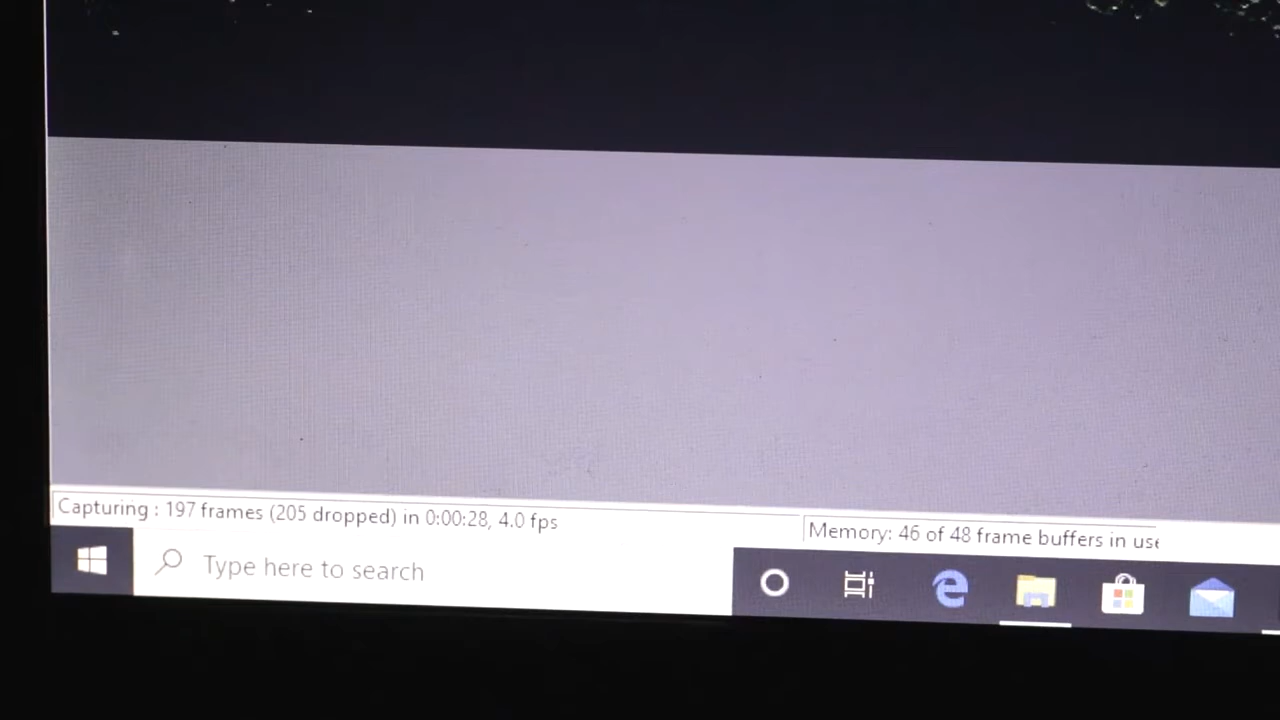 Capturing : 197 frames (205 dropped) in 0:00:28, 4.0 fps
Memory: 46 of 48 frame buffers in use
Type here to search